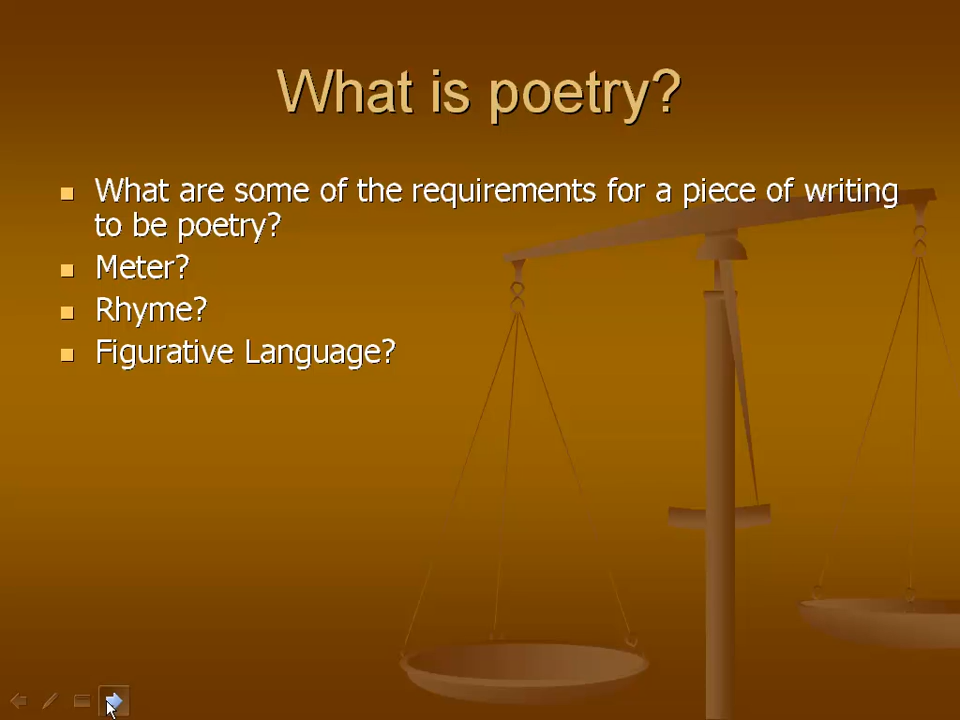 What is poetry?
What are some of the requirements for a piece of writing
to be poetry?
Meter?
Rhyme?
Figurative Language?